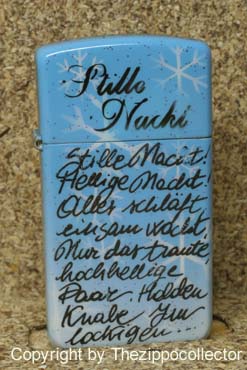 Stille
Nacht
Stille Nacht!
Heilige Nacht!
Alles schläft
einsam wacht,
Nur das traute,
hochheilige
Paar. Holden
Knabe Im
lockigen...
Copyright by Thezippocollector